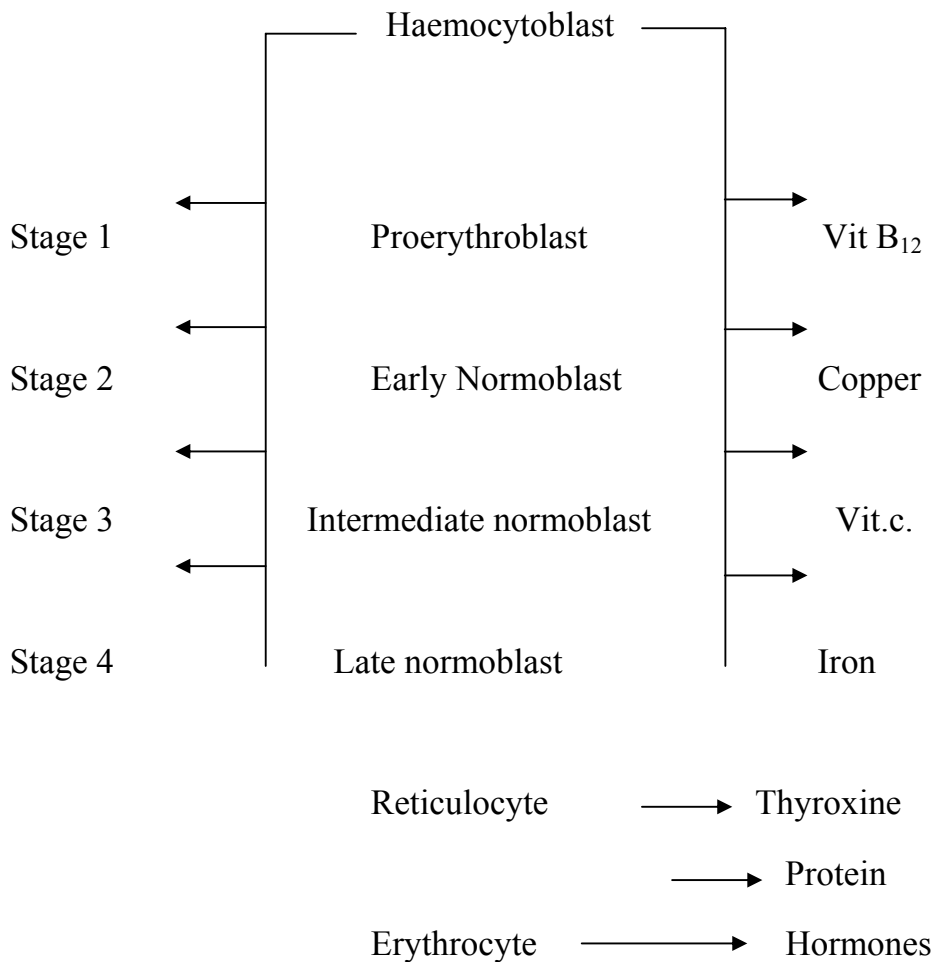 Haemocytoblast
Stage 1 Proerythroblast Vit B₁₂
Stage 2 Early Normoblast Copper
Stage 3 Intermediate normoblast Vit.c.
Stage 4 Late normoblast Iron
Reticulocyte Thyroxine
Protein
Erythrocyte Hormones